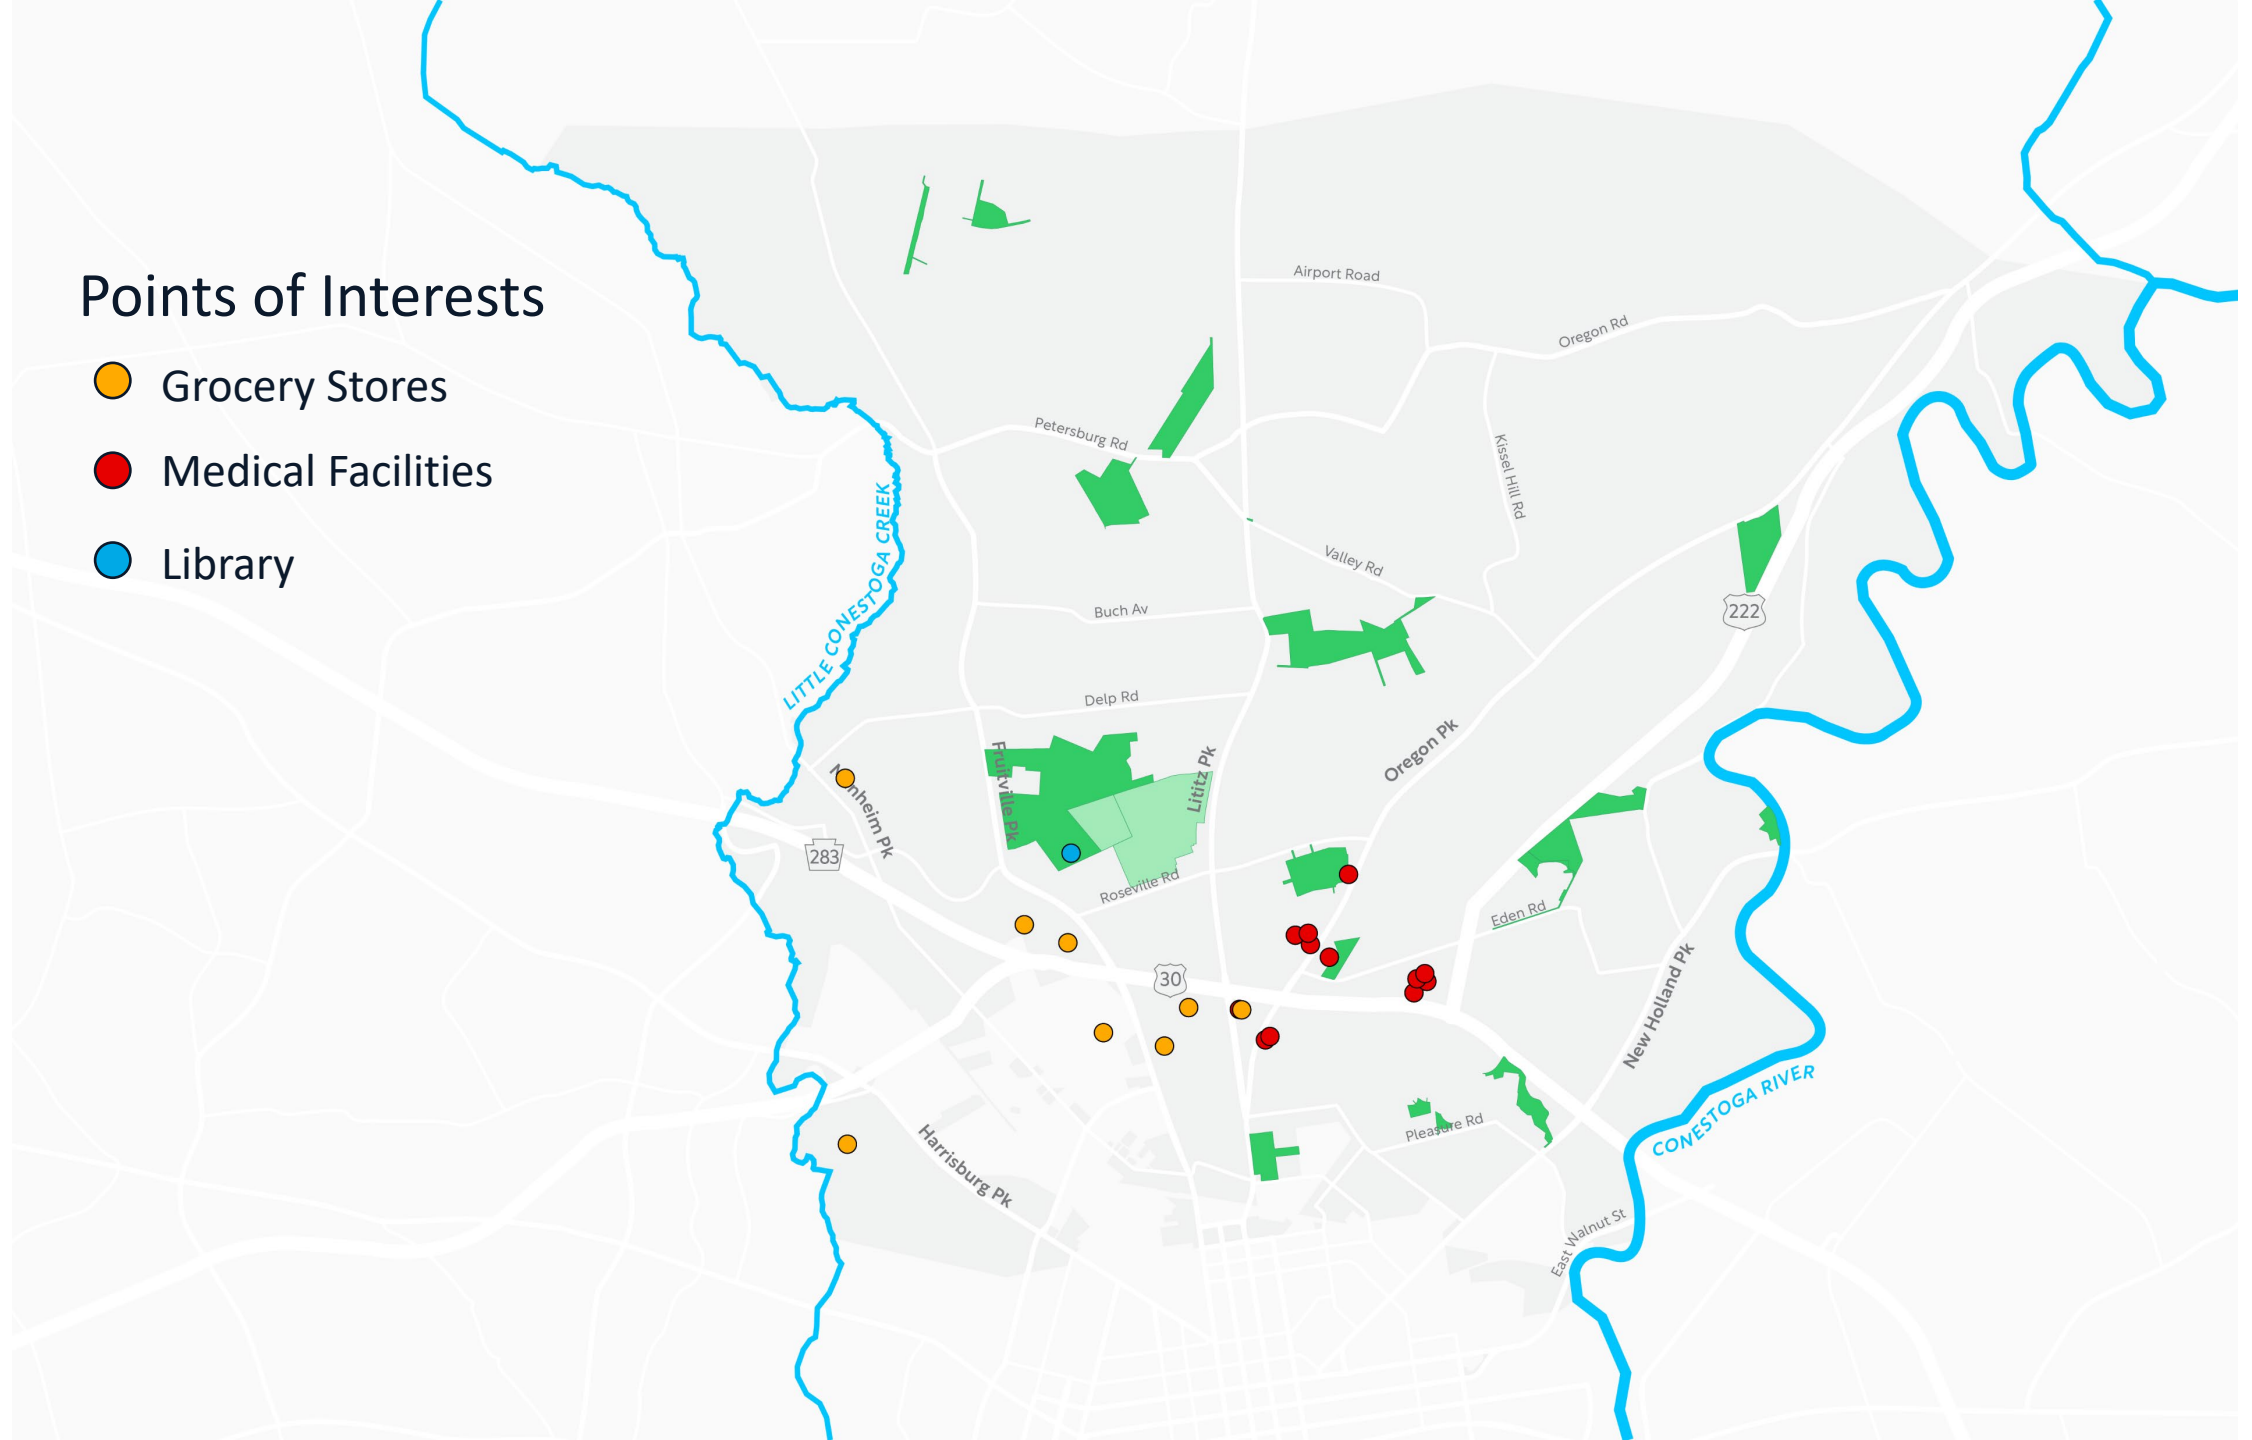 Points of Interests
Grocery Stores
Medical Facilities
Library
Airport Road
Oregon Rd
Petersburg Rd
Kissel Hill Rd
LITTLE CONESTOGA CREEK
Valley Rd
Buch Av
222
Delp Rd
Oregon Pk
Fruitville Pk
Lititz Pk
Manheim Pk
283
Roseville Rd
Eden Rd
30
New Holland Pk
CONESTOGA RIVER
Pleasure Rd
Harrisburg Pk
East Walnut St